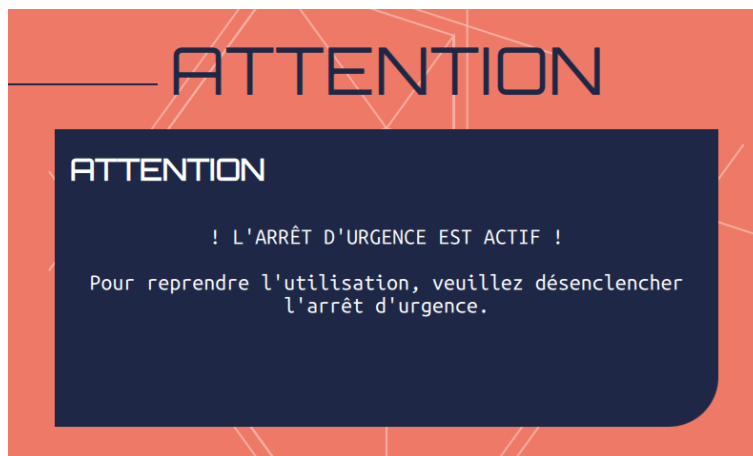 ATTENTION
ATTENTION
! L'ARRÊT D'URGENCE EST ACTIF !
Pour reprendre l'utilisation, veuillez désenclencher
l'arrêt d'urgence.